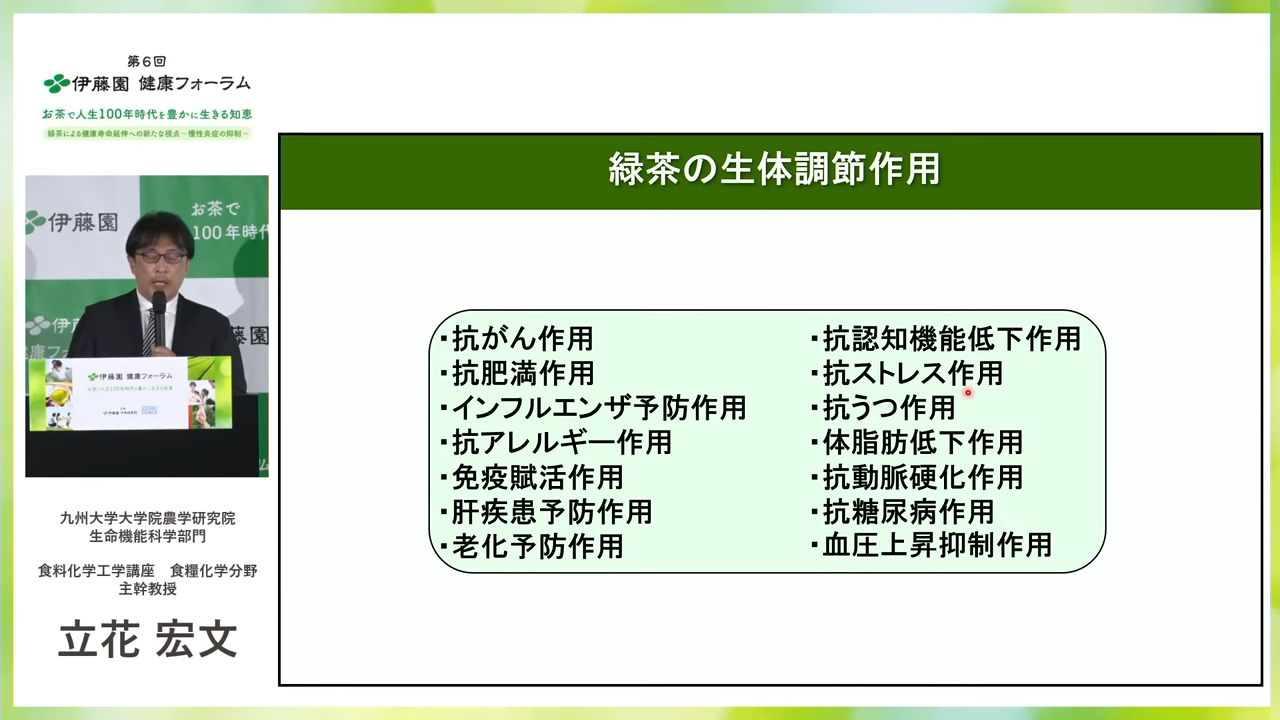 第6回
伊藤園 健康フォーラム
お茶で人生100年時代を豊かに生きる知恵
緑茶による健康寿命延伸への新たな視点－慢性炎症の抑制－
伊藤園
お茶で
100年時代
伊藤園 健康フォーラム
九州大学大学院農学研究院
生命機能科学部門
食料化学工学講座 食糧化学分野
主幹教授
立花 宏文
緑茶の生体調節作用
・抗がん作用
・抗肥満作用
・インフルエンザ予防作用
・抗アレルギー作用
・免疫賦活作用
・肝疾患予防作用
・老化予防作用
・抗認知機能低下作用
・抗ストレス作用
・抗うつ作用
・体脂肪低下作用
・抗動脈硬化作用
・抗糖尿病作用
・血圧上昇抑制作用